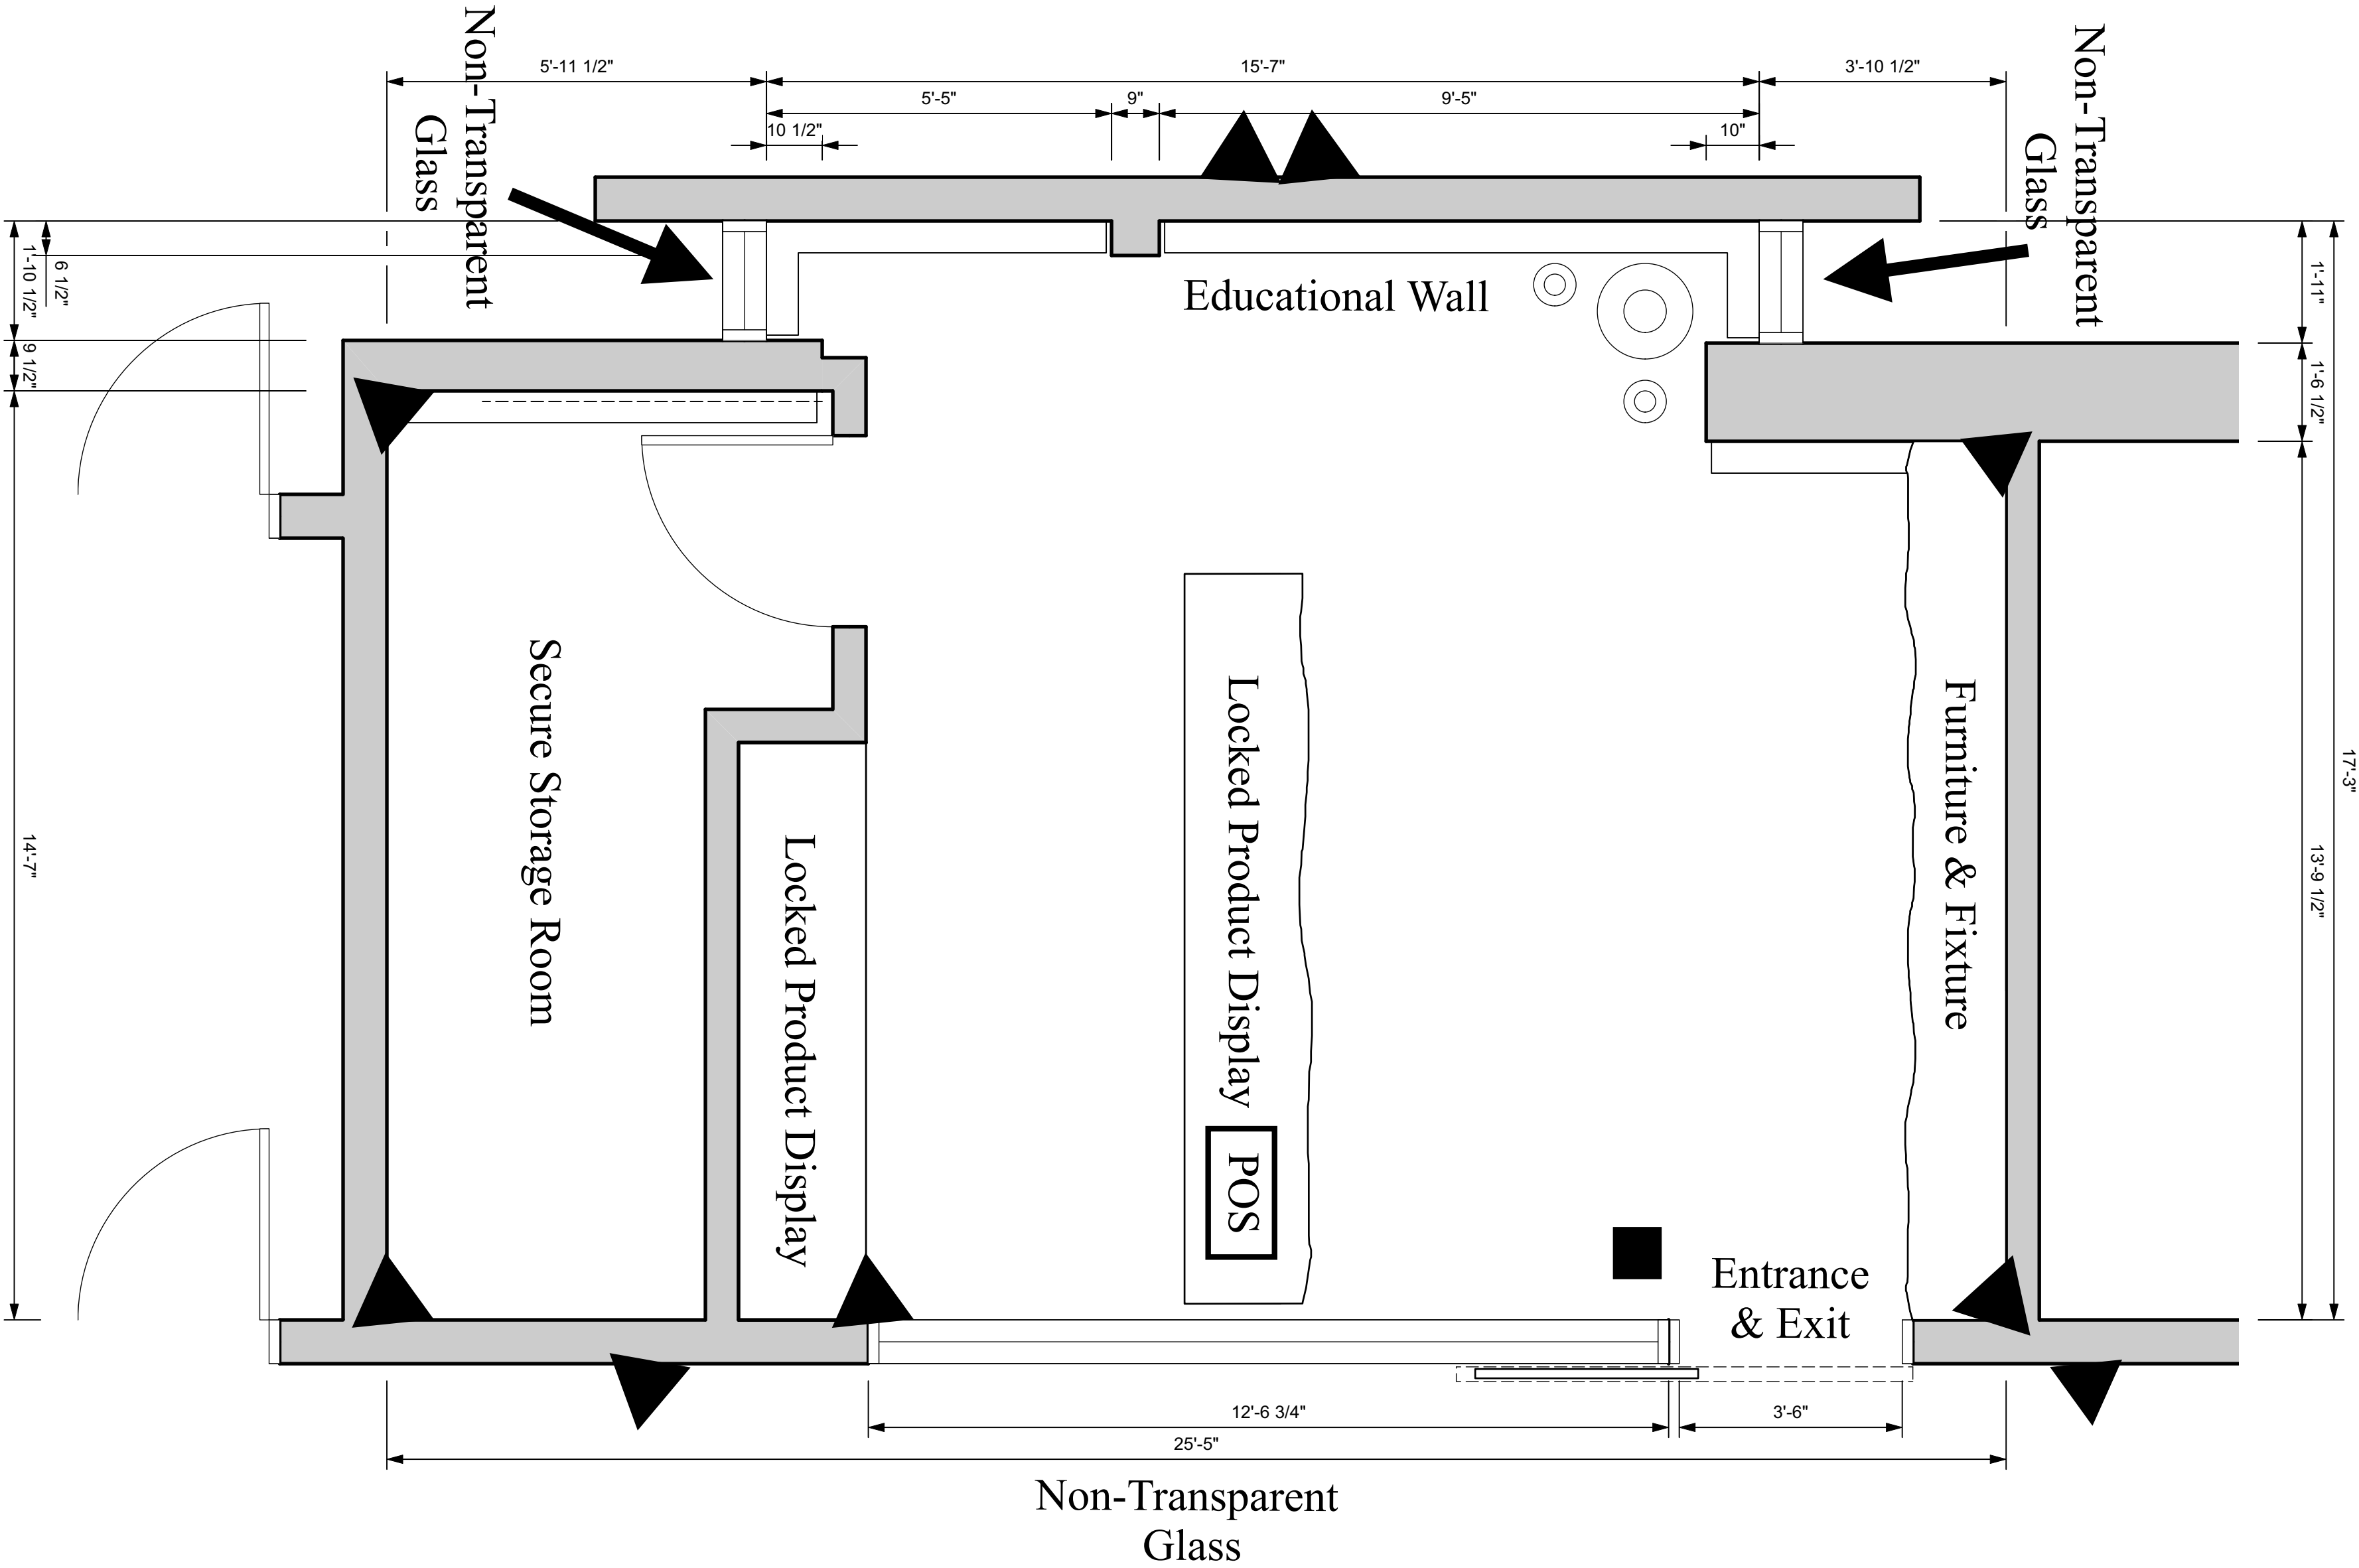 Non-Transparent
Glass
Non-Transparent
Glass
5'-11 1/2"
15'-7"
3'-10 1/2"
5'-5"
9"
9'-5"
10 1/2"
10"
1'-10 1/2"
6 1/2"
9 1/2"
14'-7"
1'-11"
1'-6 1/2"
17'-3"
13'-9 1/2"
Educational Wall
Secure Storage Room
Locked Product Display
Locked Product Display
POS
Furniture & Fixture
Entrance
& Exit
12'-6 3/4"
3'-6"
25'-5"
Non-Transparent
Glass